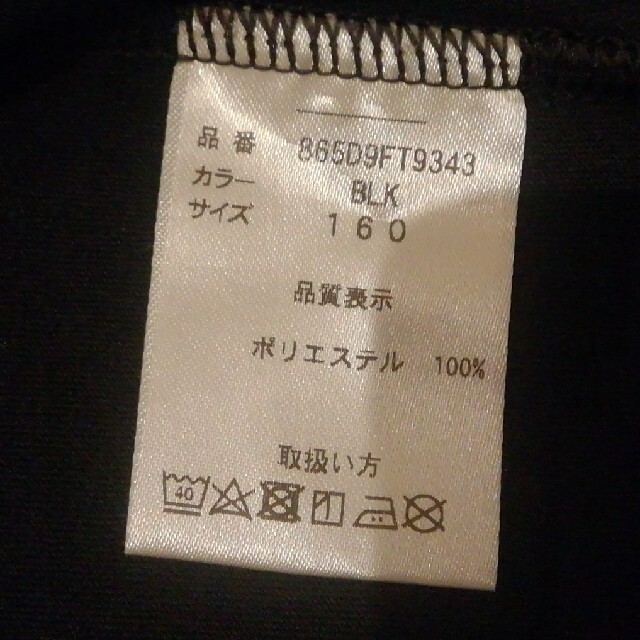 品番 865D9FT9343
カラー BLK
サイズ 160
品質表示
ポリエステル 100%
取扱い方
40